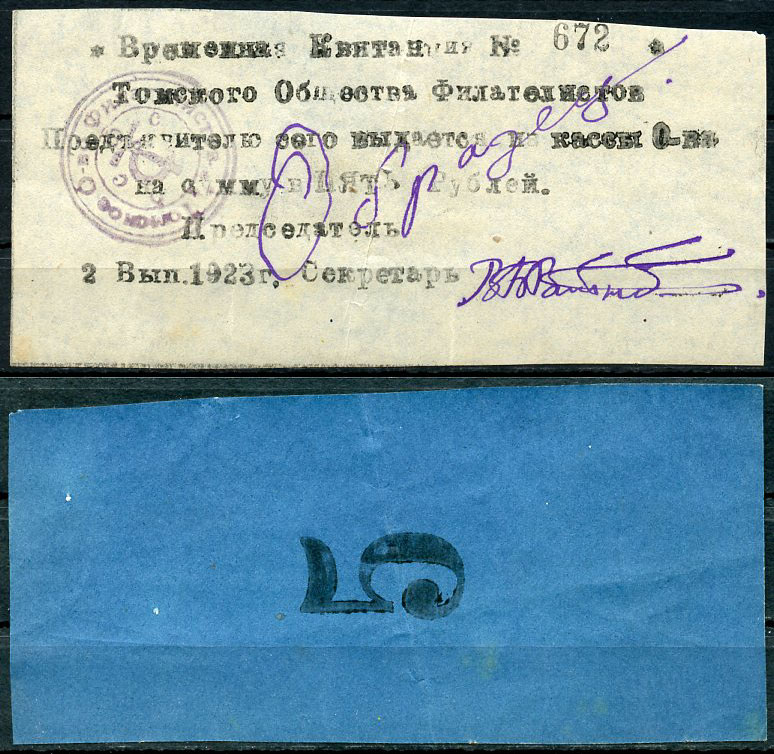 * Временная Квитанция № 672 *
Томского Общества Филателистов
Предъявителю сего выдается из кассы О-ва
на сумму в ПЯТЬ Рублей.
Образец.
Председатель
2 Вып.1923г. Секретарь
5